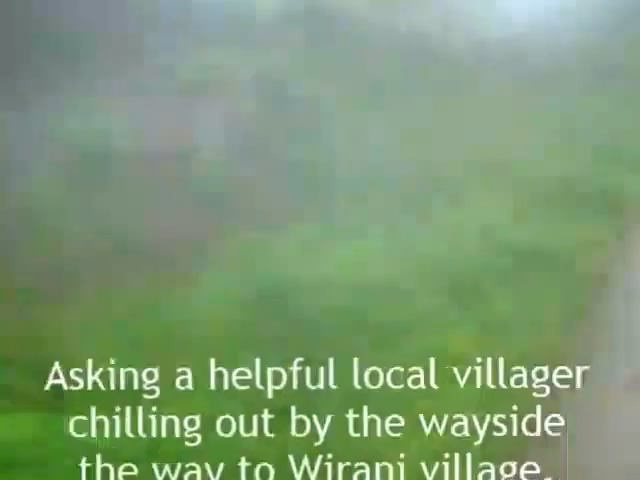 Asking a helpful local villager
chilling out by the wayside
the way to Wirani village.